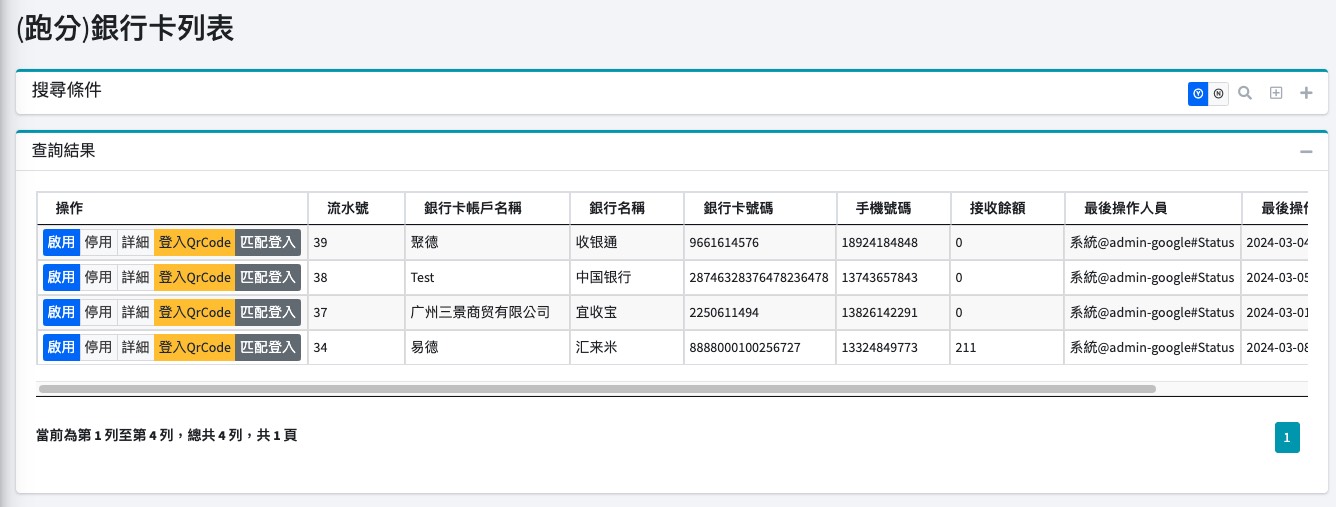 (跑分)銀行卡列表
搜尋條件
Y N
查詢結果
操作 流水號 銀行卡帳戶名稱 銀行名稱 銀行卡號碼 手機號碼 接收餘額 最後操作人員 最後操作
啟用 停用 詳細 登入QrCode 匹配登入 39 聚德 收银通 9661614576 18924184848 0 系統@admin-google#Status 2024-03-04
啟用 停用 詳細 登入QrCode 匹配登入 38 Test 中国银行 28746328376478236478 13743657843 0 系統@admin-google#Status 2024-03-05
啟用 停用 詳細 登入QrCode 匹配登入 37 广州三景商贸有限公司 宜收宝 2250611494 13826142291 0 系統@admin-google#Status 2024-03-01
啟用 停用 詳細 登入QrCode 匹配登入 34 易德 汇来米 8888000100256727 13324849773 211 系統@admin-google#Status 2024-03-08
當前為第 1 列至第 4 列，總共 4 列，共 1 頁
1